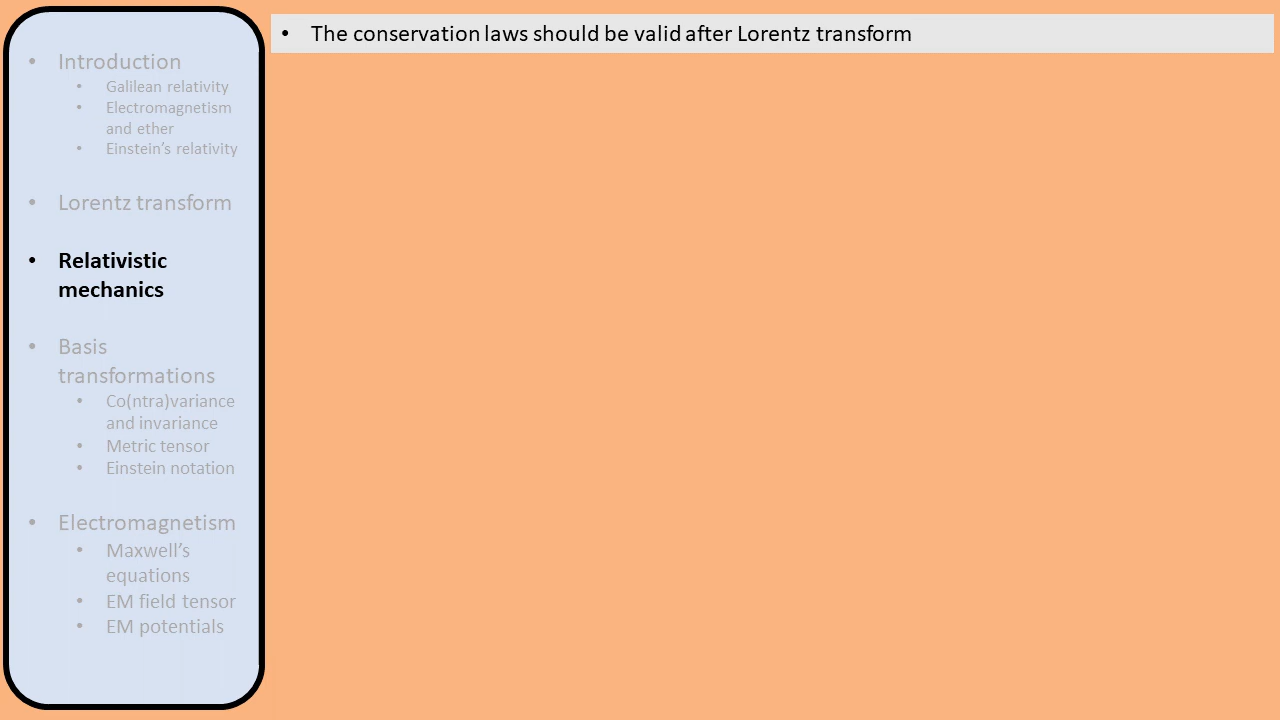 • Introduction
• Galilean relativity
• Electromagnetism
and ether
• Einstein’s relativity
• Lorentz transform
• Relativistic
mechanics
• Basis
transformations
• Co(ntra)variance
and invariance
• Metric tensor
• Einstein notation
• Electromagnetism
• Maxwell’s
equations
• EM field tensor
• EM potentials
• The conservation laws should be valid after Lorentz transform